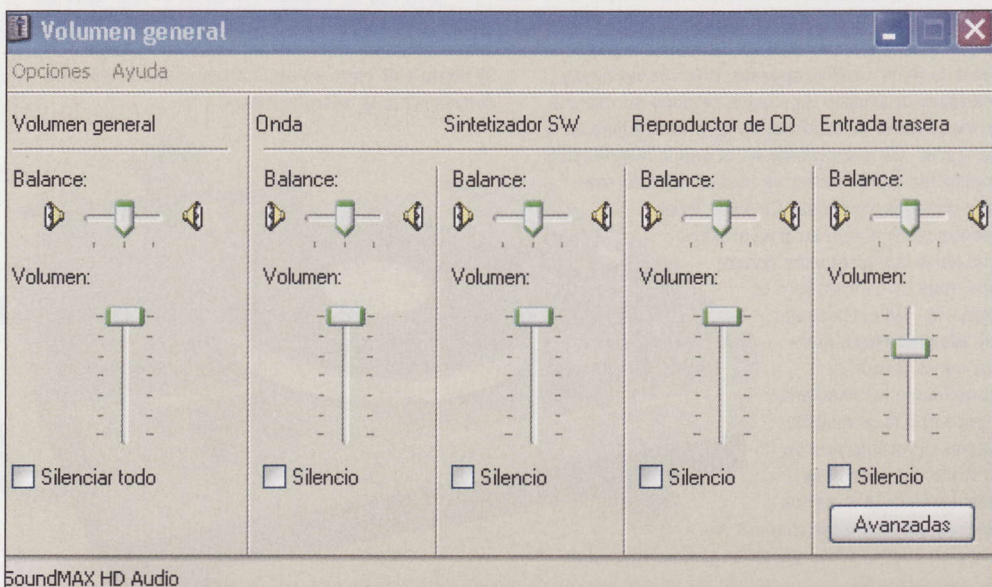 Volumen general
Opciones Ayuda
Volumen general Onda Sintetizador SW Reproductor de CD Entrada trasera
Balance: Balance: Balance: Balance: Balance:
Volumen: Volumen: Volumen: Volumen: Volumen:
Silenciar todo Silencio Silencio Silencio Silencio
Avanzadas
SoundMAX HD Audio